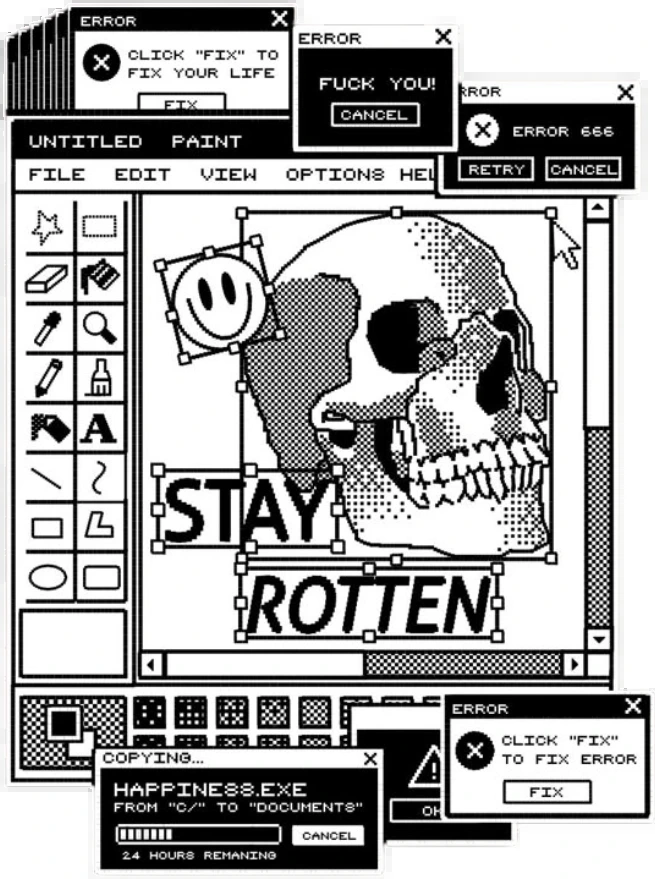 ERROR
CLICK "FIX" TO
FIX YOUR LIFE
FIX
ERROR
FUCK YOU!
CANCEL
RROR
ERROR 666
RETRY CANCEL
UNTITLED PAINT
FILE EDIT VIEW OPTIONS HEL
A
STAY
ROTTEN
ERROR
CLICK "FIX"
TO FIX ERROR
FIX
OK
COPYING...
HAPPINESS.EXE
FROM "C/" TO "DOCUMENTS"
CANCEL
24 HOURS REMANING